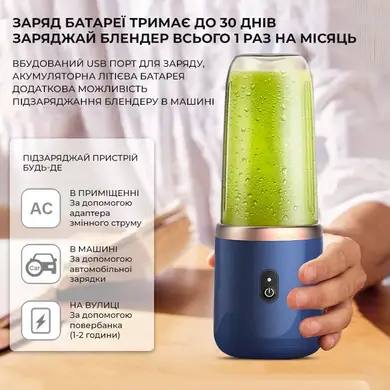 ЗАРЯД БАТАРЕЇ ТРИМАЄ ДО 30 ДНІВ
ЗАРЯДЖАЙ БЛЕНДЕР ВСЬОГО 1 РАЗ НА МІСЯЦЬ
ВБУДОВАНИЙ USB ПОРТ ДЛЯ ЗАРЯДУ,
АКУМУЛЯТОРНА ЛІТІЄВА БАТАРЕЯ
ДОДАТКОВА МОЖЛИВІСТЬ
ПІДЗАРЯДЖАННЯ БЛЕНДЕРУ В МАШИНІ
ПІДЗАРЯДЖАЙ ПРИСТРІЙ
БУДЬ-ДЕ
AC
В ПРИМІЩЕННІ
За допомогою
адаптера
змінного струму
Car
В МАШИНІ
За допомогою
автомобільної
зарядки
НА ВУЛИЦІ
За допомогою
повербанка
(1-2 години)